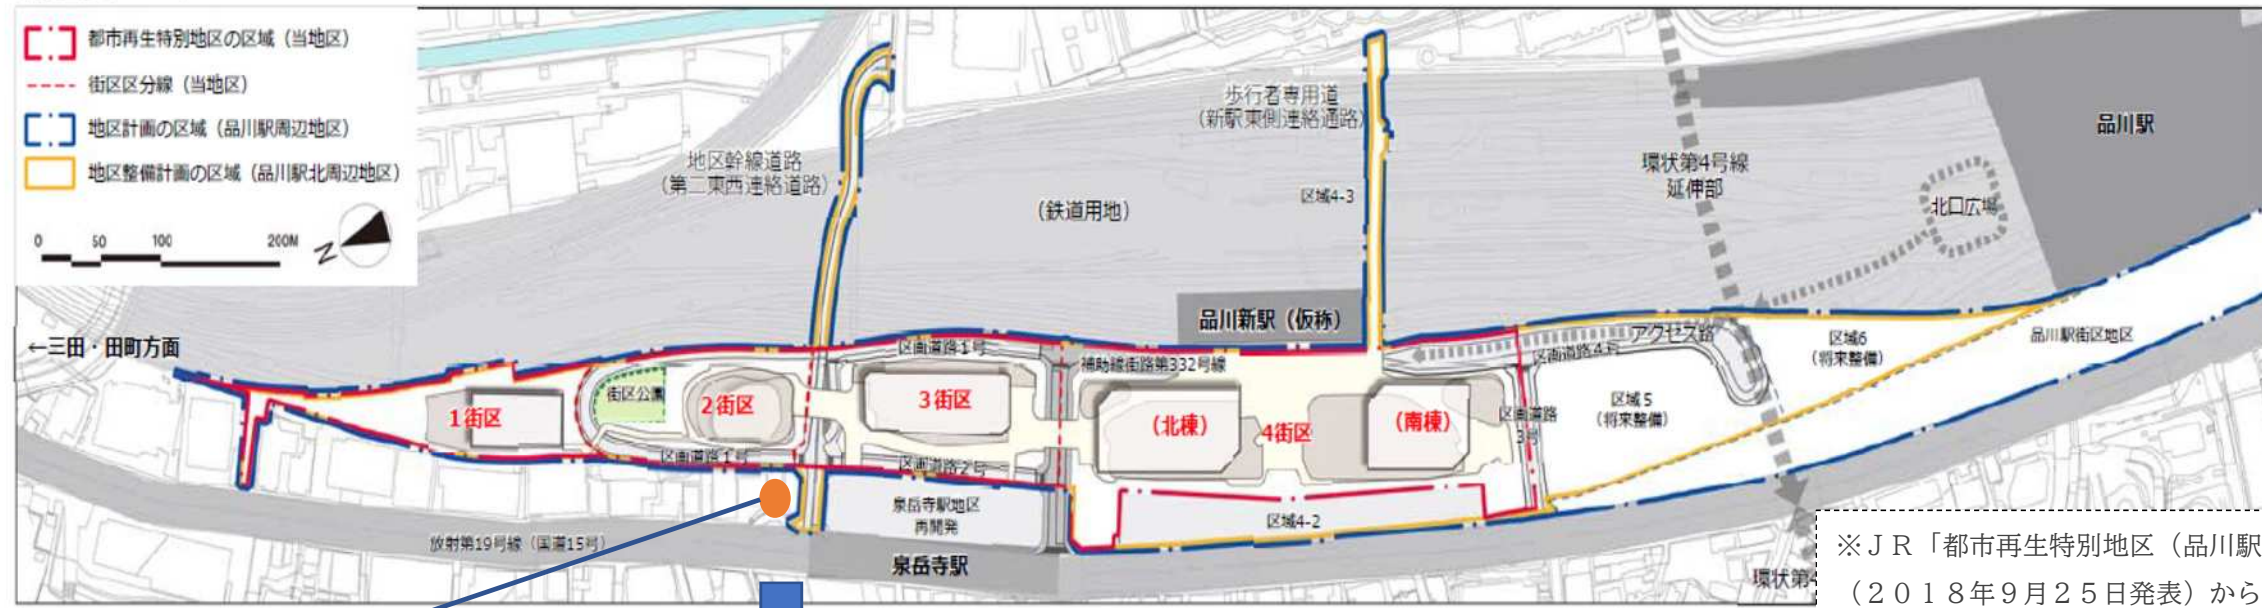 都市再生特別地区の区域（当地区）
街区区分線（当地区）
地区計画の区域（品川駅周辺地区）
地区整備計画の区域（品川駅北周辺地区）
0 50 100 200M
N
歩行者専用道
（新駅東側連絡通路）
品川駅
地区幹線道路
（第二東西連絡道路）
環状第4号線
延伸部
（鉄道用地）
区域4-3
北口広場
品川新駅（仮称）
←三田・田町方面
区画道路1号
補助線街路第332号線
アクセス路
区画道路4号
区域6
（将来整備）
品川駅街区地区
街区公園
1街区
2街区
3街区
（北棟）
4街区
（南棟）
区画道路
3号
区域5
（将来整備）
区画道路1号
区画道路2号
泉岳寺駅地区
再開発
区域4-2
放射第19号線（国道15号）
泉岳寺駅
環状第4
※ＪＲ「都市再生特別地区（品川駅
（２０１８年９月２５日発表）から